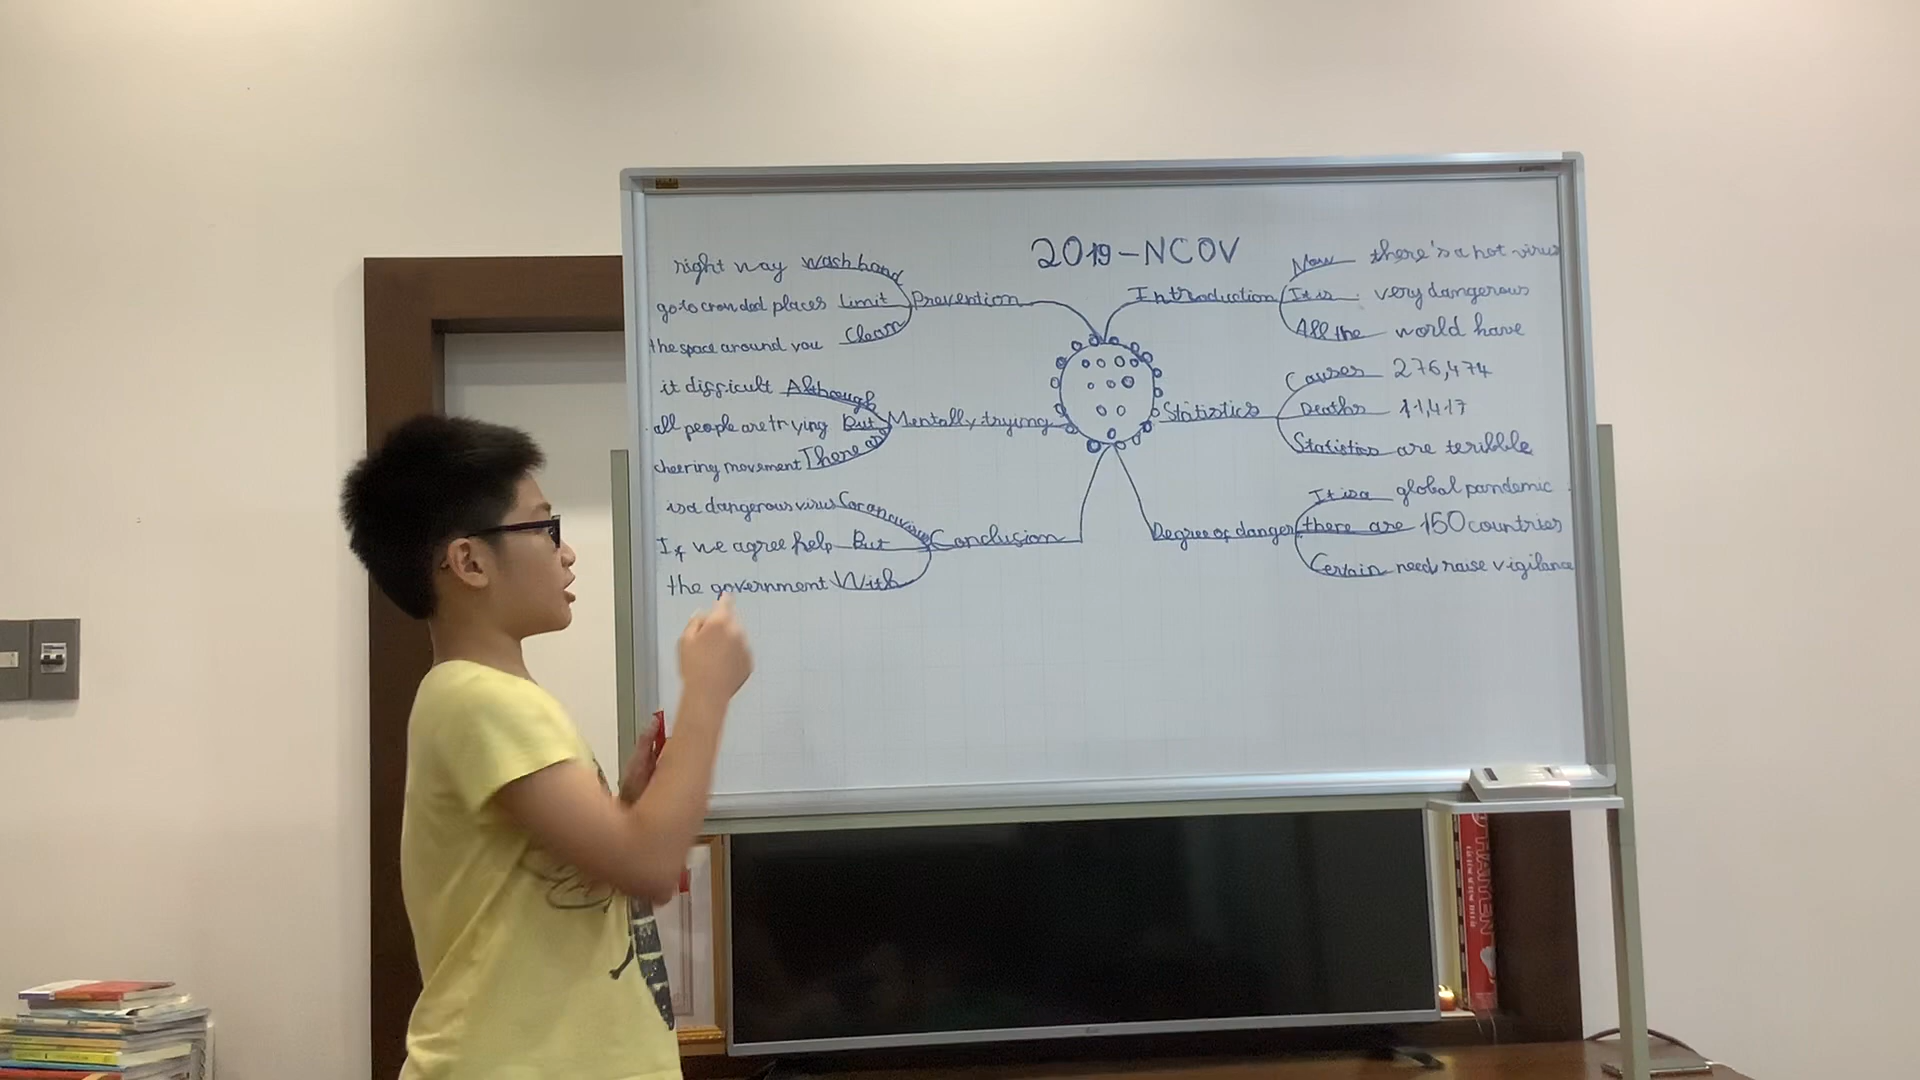 2019-NCOV
right way wash hand
go to crowded places Limit
the space around you Clean
Prevention
it difficult Although
all people are trying But
cheering movement There are
Mentally trying
is a dangerous virus Coronavirus
If we agree help But
the government With
Conclusion
Introduction
Now there's a hot virus
It is very dangerous
All the world have
Statistics
Causes 276,474
Deaths 11,417
Statistics are teribble
Degree of danger
It is a global pandemic
there are 150 countries
Certain need raise vigilance